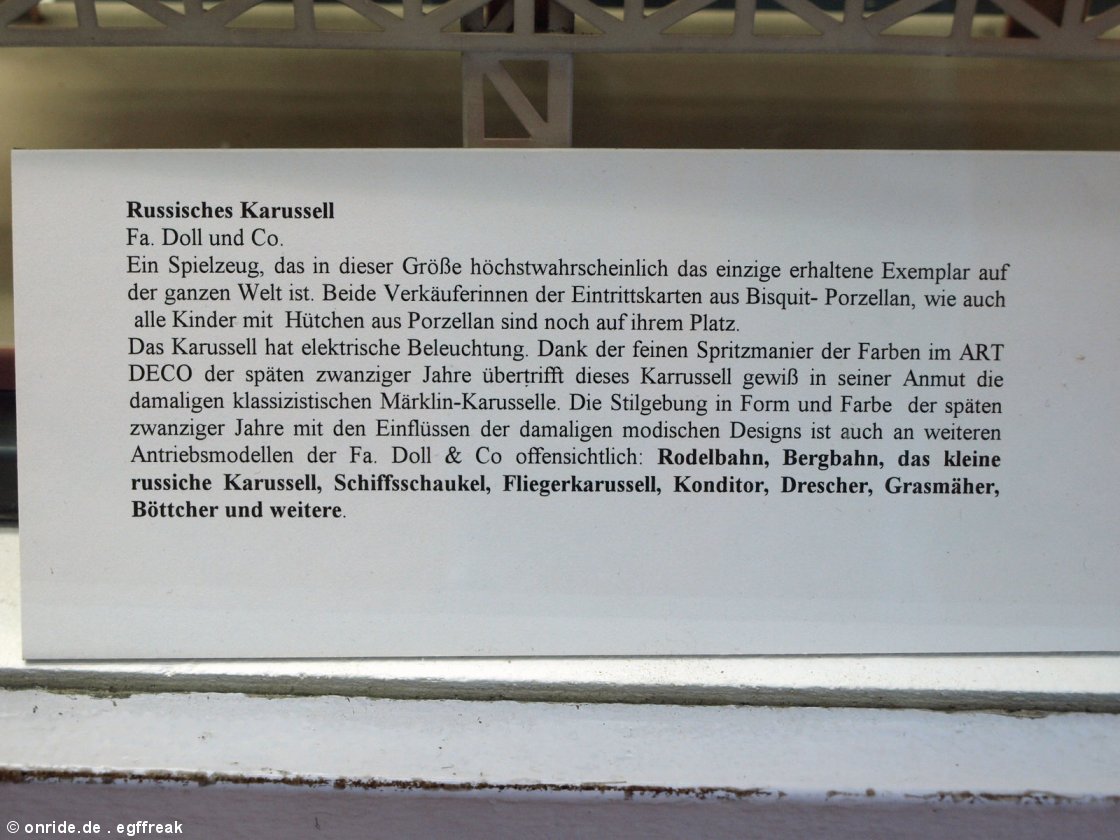 Russisches Karussell
Fa. Doll und Co.
Ein Spielzeug, das in dieser Größe höchstwahrscheinlich das einzige erhaltene Exemplar auf
der ganzen Welt ist. Beide Verkäuferinnen der Eintrittskarten aus Bisquit- Porzellan, wie auch
alle Kinder mit Hütchen aus Porzellan sind noch auf ihrem Platz.
Das Karussell hat elektrische Beleuchtung. Dank der feinen Spritzmanier der Farben im ART
DECO der späten zwanziger Jahre übertrifft dieses Karrussell gewiß in seiner Anmut die
damaligen klassizistischen Märklin-Karusselle. Die Stilgebung in Form und Farbe der späten
zwanziger Jahre mit den Einflüssen der damaligen modischen Designs ist auch an weiteren
Antriebsmodellen der Fa. Doll & Co offensichtlich: Rodelbahn, Bergbahn, das kleine
russiche Karussell, Schiffsschaukel, Fliegerkarussell, Konditor, Drescher, Grasmäher,
Böttcher und weitere.
© onride.de . egffreak